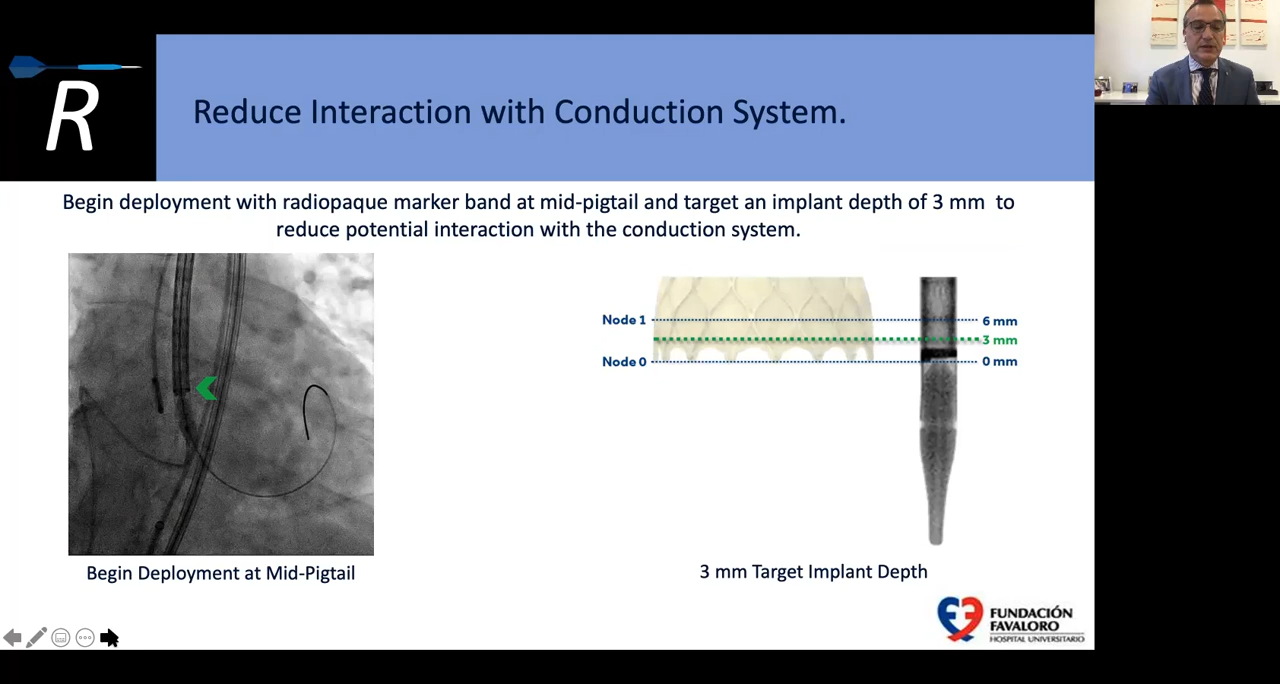 R
Reduce Interaction with Conduction System.
Begin deployment with radiopaque marker band at mid-pigtail and target an implant depth of 3 mm to
reduce potential interaction with the conduction system.
Node 1
6 mm
3 mm
Node 0
0 mm
Begin Deployment at Mid-Pigtail
3 mm Target Implant Depth
FUNDACIÓN
FAVALORO
HOSPITAL UNIVERSITARIO